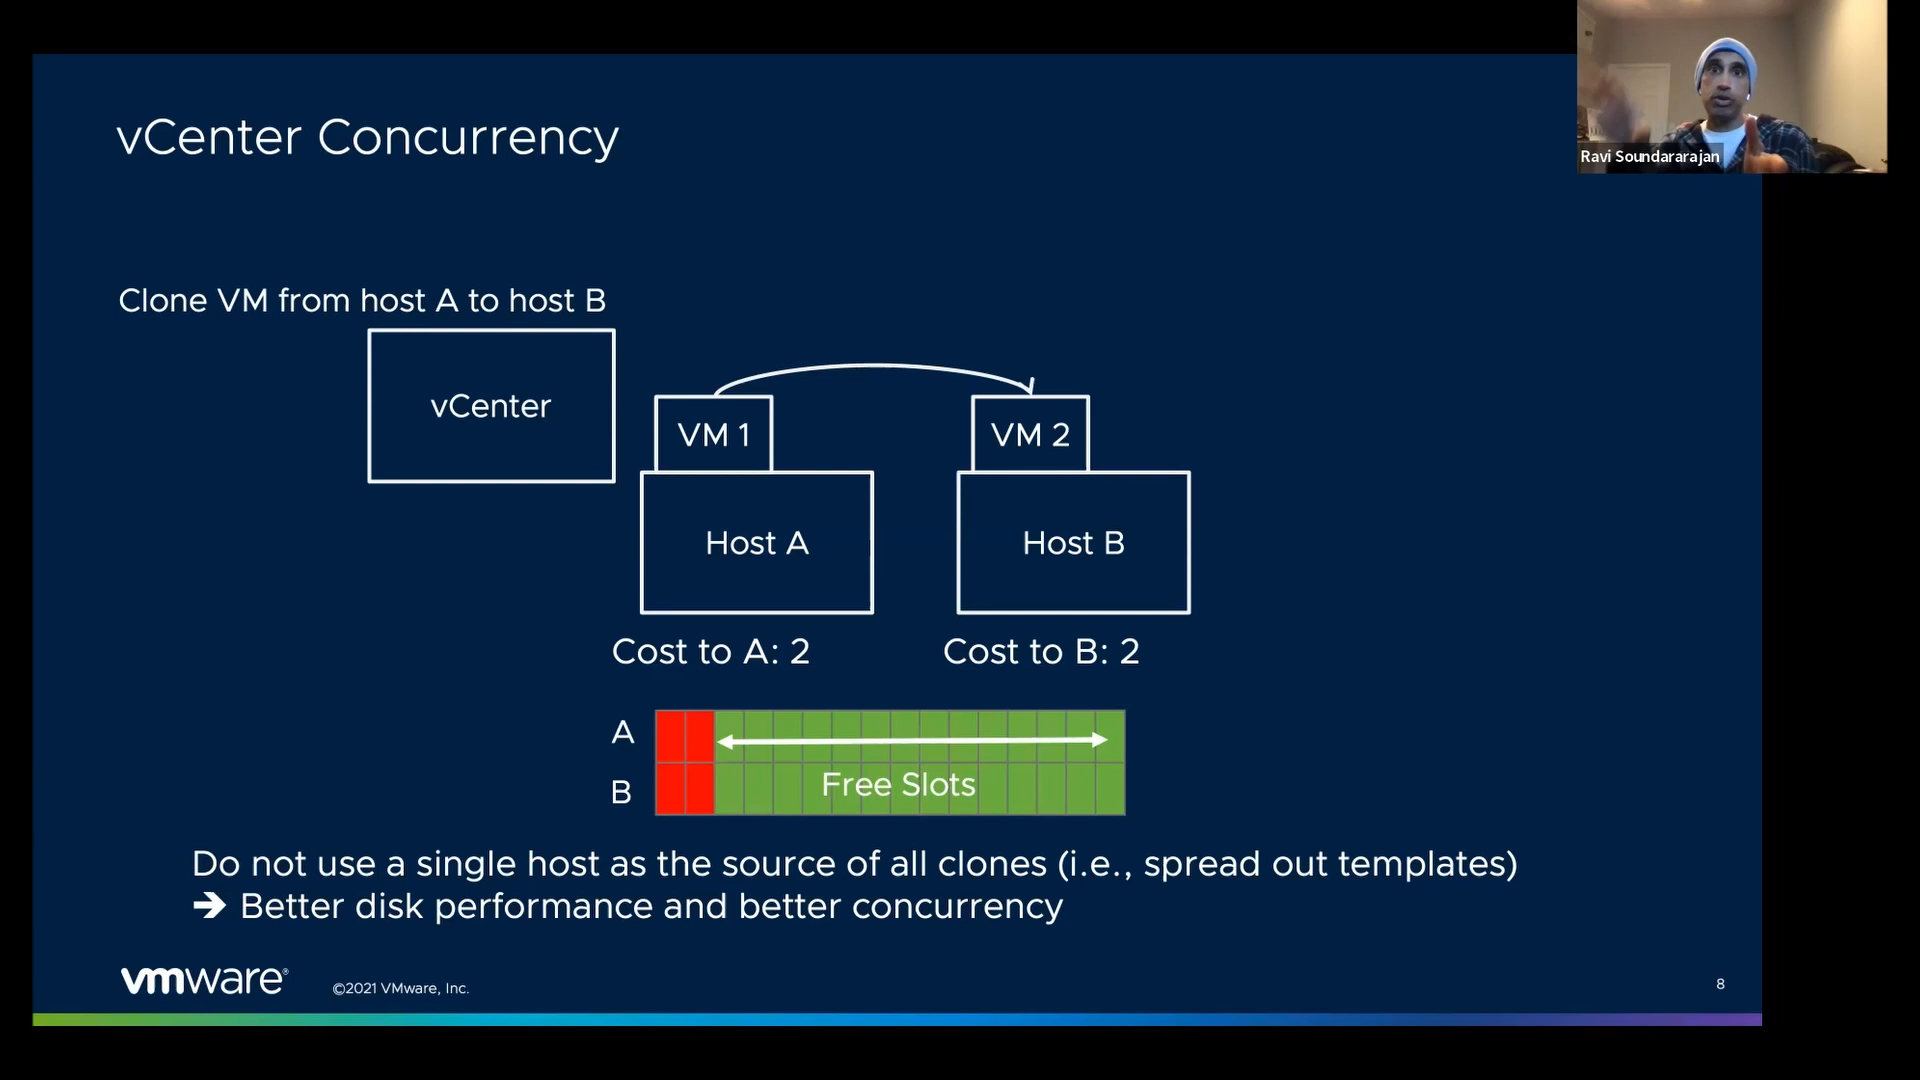 Ravi Soundararajan
vCenter Concurrency
Clone VM from host A to host B
vCenter
VM 1
VM 2
Host A
Host B
Cost to A: 2
Cost to B: 2
A
B
Free Slots
Do not use a single host as the source of all clones (i.e., spread out templates)
➔ Better disk performance and better concurrency
vmware®
©2021 VMware, Inc.
8